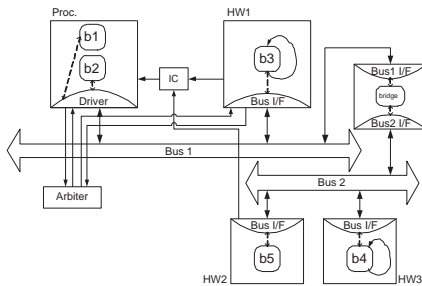 Proc.
HW1
b1
b2
b3
IC
Driver
Bus I/F
Bus1 I/F
bridge
Bus2 I/F
Bus 1
Arbiter
Bus 2
Bus I/F
Bus I/F
b5
b4
HW2
HW3